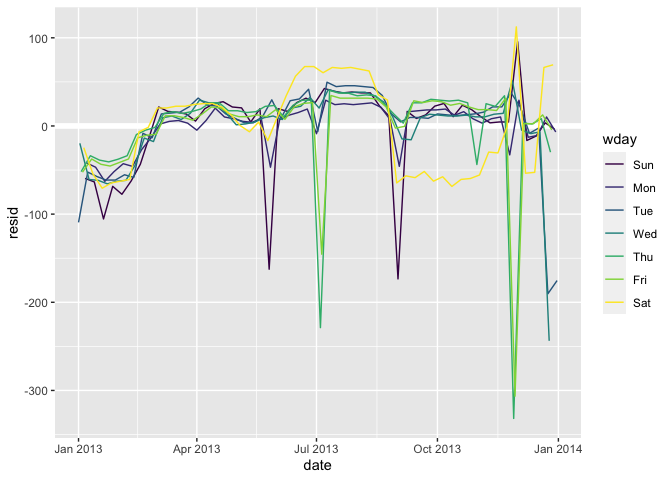 100
0
-100
-200
-300
resid
Jan 2013
Apr 2013
Jul 2013
Oct 2013
Jan 2014
date
wday
Sun
Mon
Tue
Wed
Thu
Fri
Sat